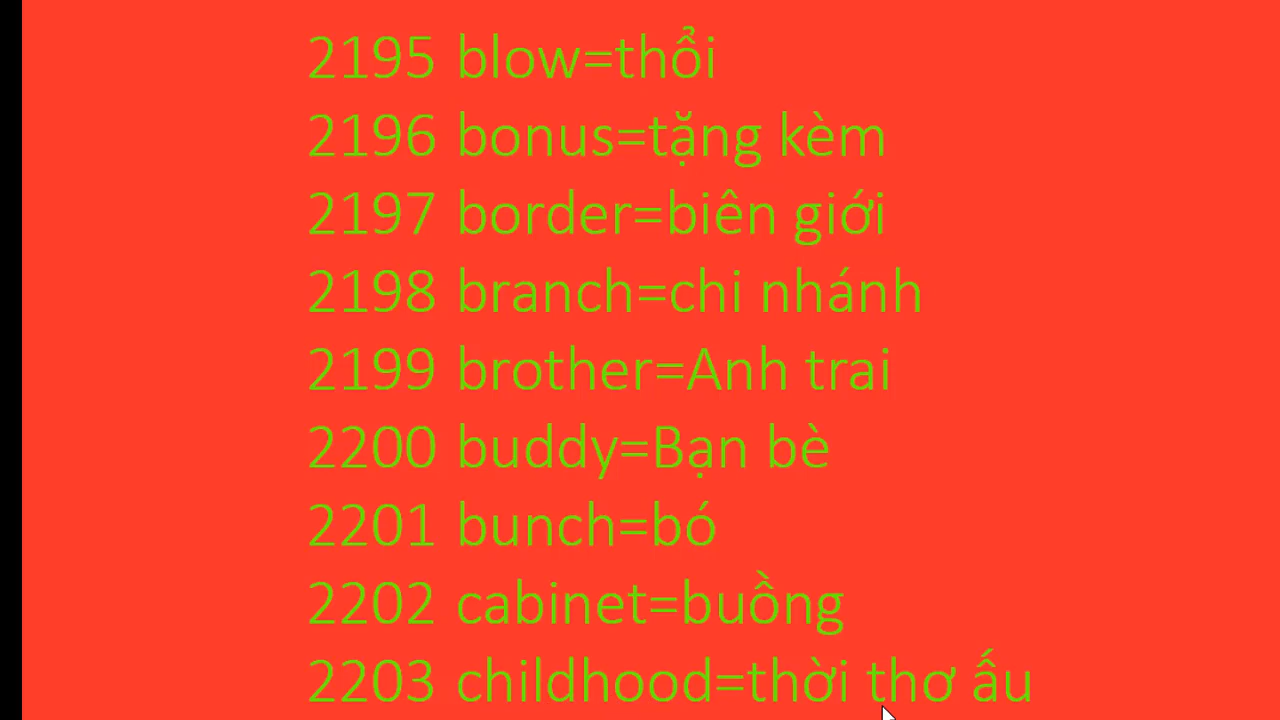 2195 blow=thổi
2196 bonus=tặng kèm
2197 border=biên giới
2198 branch=chi nhánh
2199 brother=Anh trai
2200 buddy=Bạn bè
2201 bunch=bó
2202 cabinet=buồng
2203 childhood=thời thơ ấu